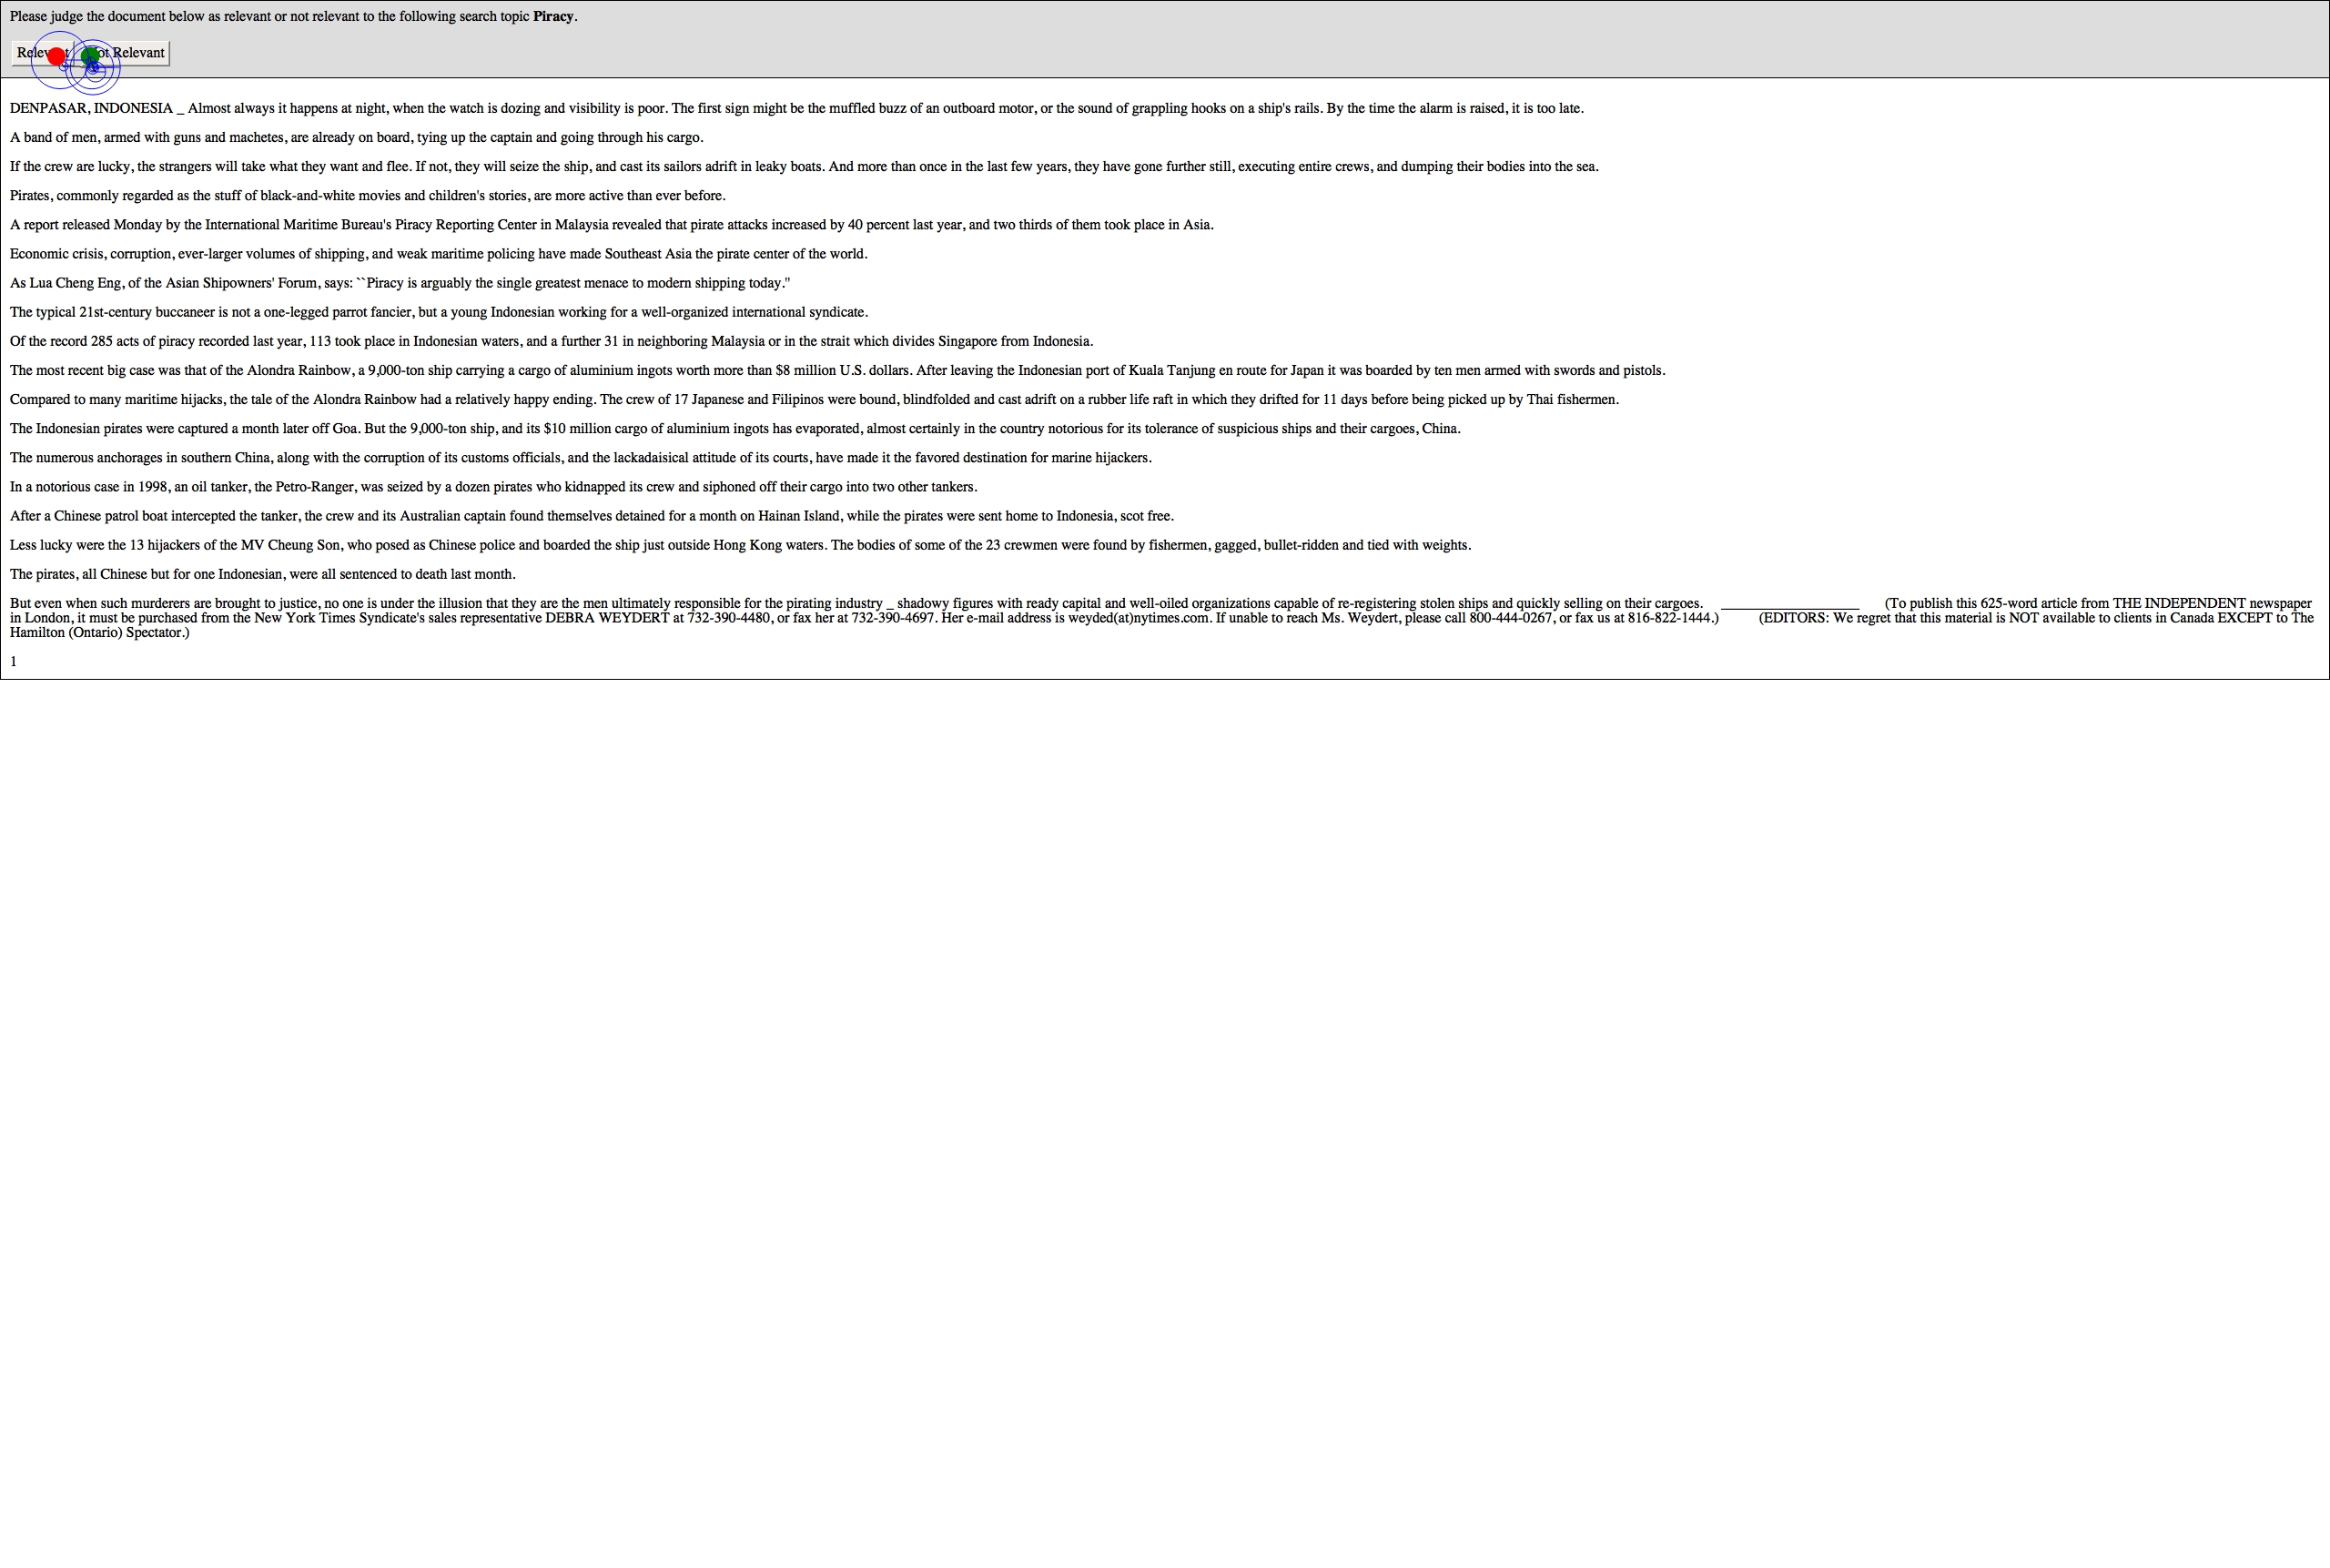 Please judge the document below as relevant or not relevant to the following search topic Piracy.
Relevant Not Relevant
DENPASAR, INDONESIA _ Almost always it happens at night, when the watch is dozing and visibility is poor. The first sign might be the muffled buzz of an outboard motor, or the sound of grappling hooks on a ship's rails. By the time the alarm is raised, it is too late.
A band of men, armed with guns and machetes, are already on board, tying up the captain and going through his cargo.
If the crew are lucky, the strangers will take what they want and flee. If not, they will seize the ship, and cast its sailors adrift in leaky boats. And more than once in the last few years, they have gone further still, executing entire crews, and dumping their bodies into the sea.
Pirates, commonly regarded as the stuff of black-and-white movies and children's stories, are more active than ever before.
A report released Monday by the International Maritime Bureau's Piracy Reporting Center in Malaysia revealed that pirate attacks increased by 40 percent last year, and two thirds of them took place in Asia.
Economic crisis, corruption, ever-larger volumes of shipping, and weak maritime policing have made Southeast Asia the pirate center of the world.
As Lua Cheng Eng, of the Asian Shipowners' Forum, says: ``Piracy is arguably the single greatest menace to modern shipping today.''
The typical 21st-century buccaneer is not a one-legged parrot fancier, but a young Indonesian working for a well-organized international syndicate.
Of the record 285 acts of piracy recorded last year, 113 took place in Indonesian waters, and a further 31 in neighboring Malaysia or in the strait which divides Singapore from Indonesia.
The most recent big case was that of the Alondra Rainbow, a 9,000-ton ship carrying a cargo of aluminium ingots worth more than $8 million U.S. dollars. After leaving the Indonesian port of Kuala Tanjung en route for Japan it was boarded by ten men armed with swords and pistols.
Compared to many maritime hijacks, the tale of the Alondra Rainbow had a relatively happy ending. The crew of 17 Japanese and Filipinos were bound, blindfolded and cast adrift on a rubber life raft in which they drifted for 11 days before being picked up by Thai fishermen.
The Indonesian pirates were captured a month later off Goa. But the 9,000-ton ship, and its $10 million cargo of aluminium ingots has evaporated, almost certainly in the country notorious for its tolerance of suspicious ships and their cargoes, China.
The numerous anchorages in southern China, along with the corruption of its customs officials, and the lackadaisical attitude of its courts, have made it the favored destination for marine hijackers.
In a notorious case in 1998, an oil tanker, the Petro-Ranger, was seized by a dozen pirates who kidnapped its crew and siphoned off their cargo into two other tankers.
After a Chinese patrol boat intercepted the tanker, the crew and its Australian captain found themselves detained for a month on Hainan Island, while the pirates were sent home to Indonesia, scot free.
Less lucky were the 13 hijackers of the MV Cheung Son, who posed as Chinese police and boarded the ship just outside Hong Kong waters. The bodies of some of the 23 crewmen were found by fishermen, gagged, bullet-ridden and tied with weights.
The pirates, all Chinese but for one Indonesian, were all sentenced to death last month.
But even when such murderers are brought to justice, no one is under the illusion that they are the men ultimately responsible for the pirating industry _ shadowy figures with ready capital and well-oiled organizations capable of re-registering stolen ships and quickly selling on their cargoes. ___________________ (To publish this 625-word article from THE INDEPENDENT newspaper
in London, it must be purchased from the New York Times Syndicate's sales representative DEBRA WEYDERT at 732-390-4480, or fax her at 732-390-4697. Her e-mail address is weyded(at)nytimes.com. If unable to reach Ms. Weydert, please call 800-444-0267, or fax us at 816-822-1444.) (EDITORS: We regret that this material is NOT available to clients in Canada EXCEPT to The
Hamilton (Ontario) Spectator.)
1